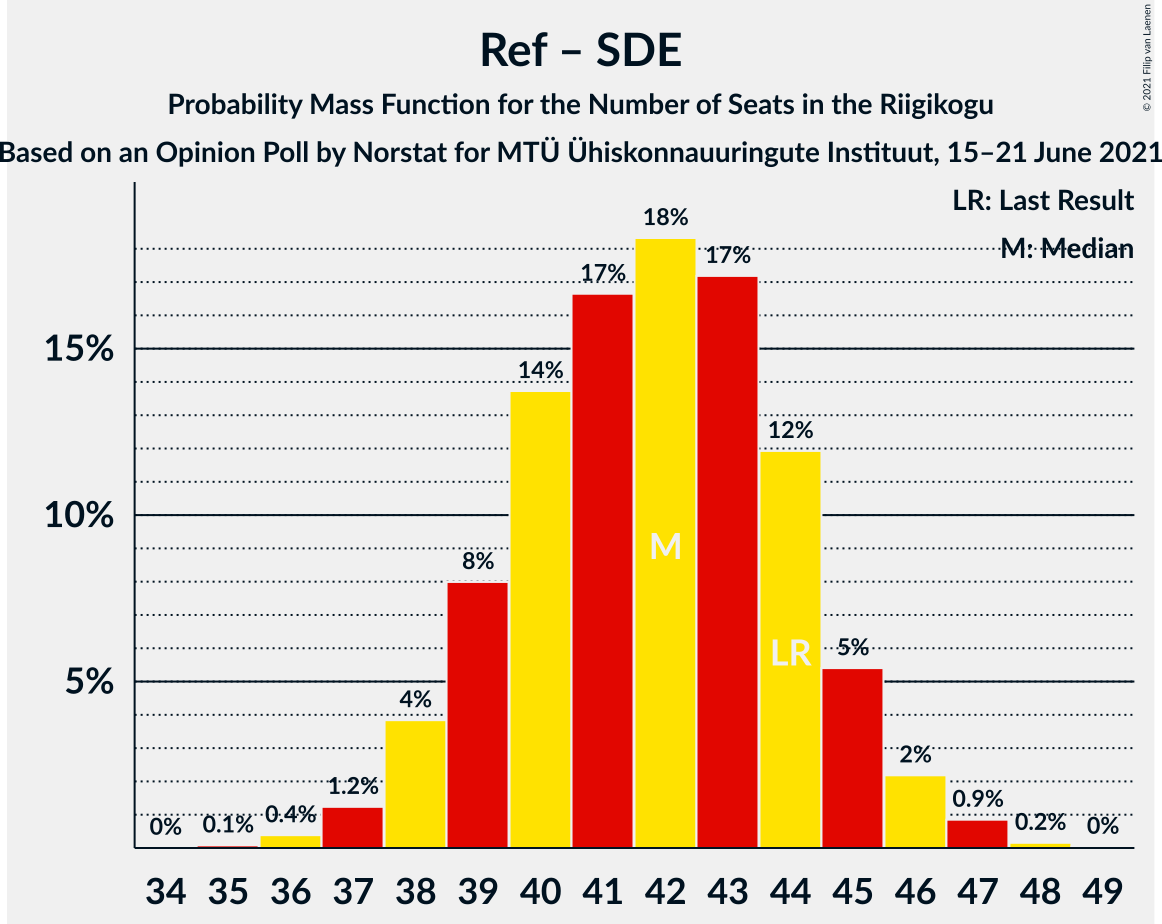 Ref – SDE
Probability Mass Function for the Number of Seats in the Riigikogu
Based on an Opinion Poll by Norstat for MTÜ Ühiskonnauuringute Instituut, 15–21 June 2021
© 2021 Filip van Laenen
LR: Last Result
M: Median
15%
10%
5%
0% 0.1% 0.4% 1.2% 4% 8% 14% 17% 18% 17% 12% 5% 2% 0.9% 0.2% 0%
M
LR
34 35 36 37 38 39 40 41 42 43 44 45 46 47 48 49